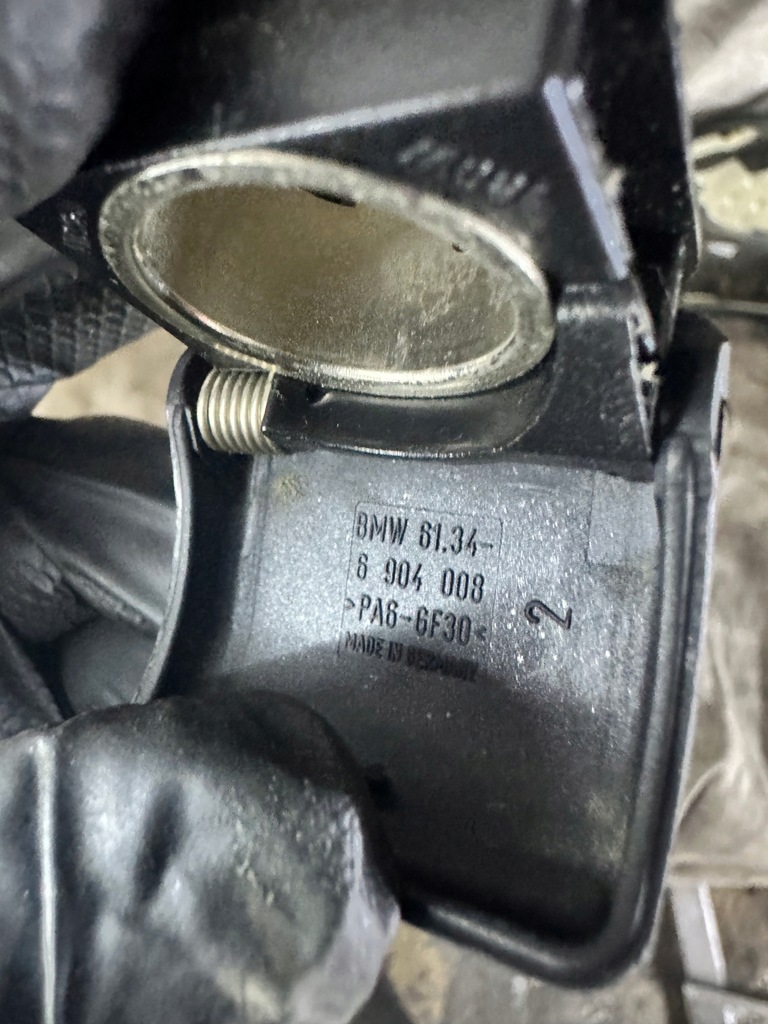 BMW 61.34-
6 904 008
>PA6-GF30<
MADE IN GERMANY
2